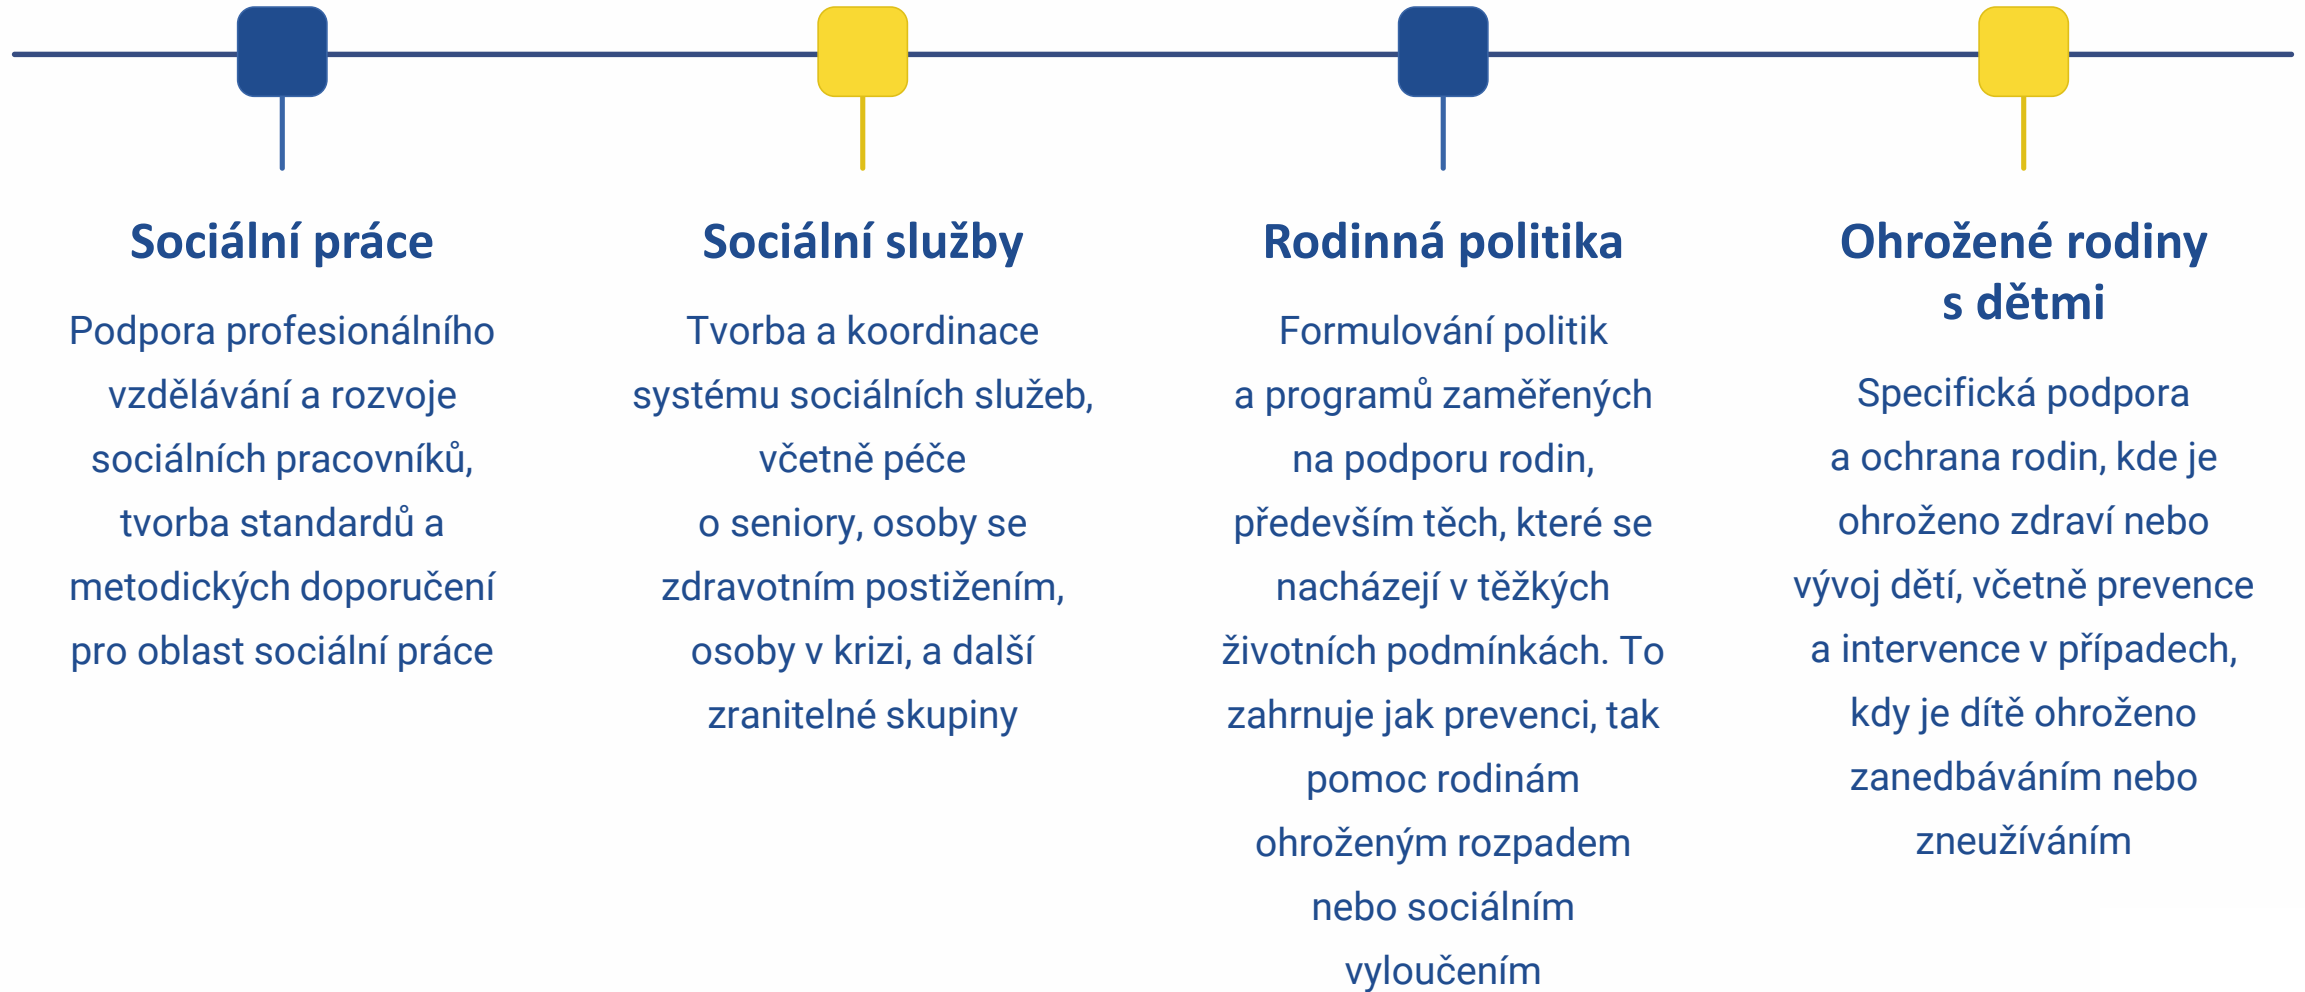 Sociální práce
Podpora profesionálního
vzdělávání a rozvoje
sociálních pracovníků,
tvorba standardů a
metodických doporučení
pro oblast sociální práce
Sociální služby
Tvorba a koordinace
systému sociálních služeb,
včetně péče
o seniory, osoby se
zdravotním postižením,
osoby v krizi, a další
zranitelné skupiny
Rodinná politika
Formulování politik
a programů zaměřených
na podporu rodin,
především těch, které se
nacházejí v těžkých
životních podmínkách. To
zahrnuje jak prevenci, tak
pomoc rodinám
ohroženým rozpadem
nebo sociálním
vyloučením
Ohrožené rodiny
s dětmi
Specifická podpora
a ochrana rodin, kde je
ohroženo zdraví nebo
vývoj dětí, včetně prevence
a intervence v případech,
kdy je dítě ohroženo
zanedbáváním nebo
zneužíváním